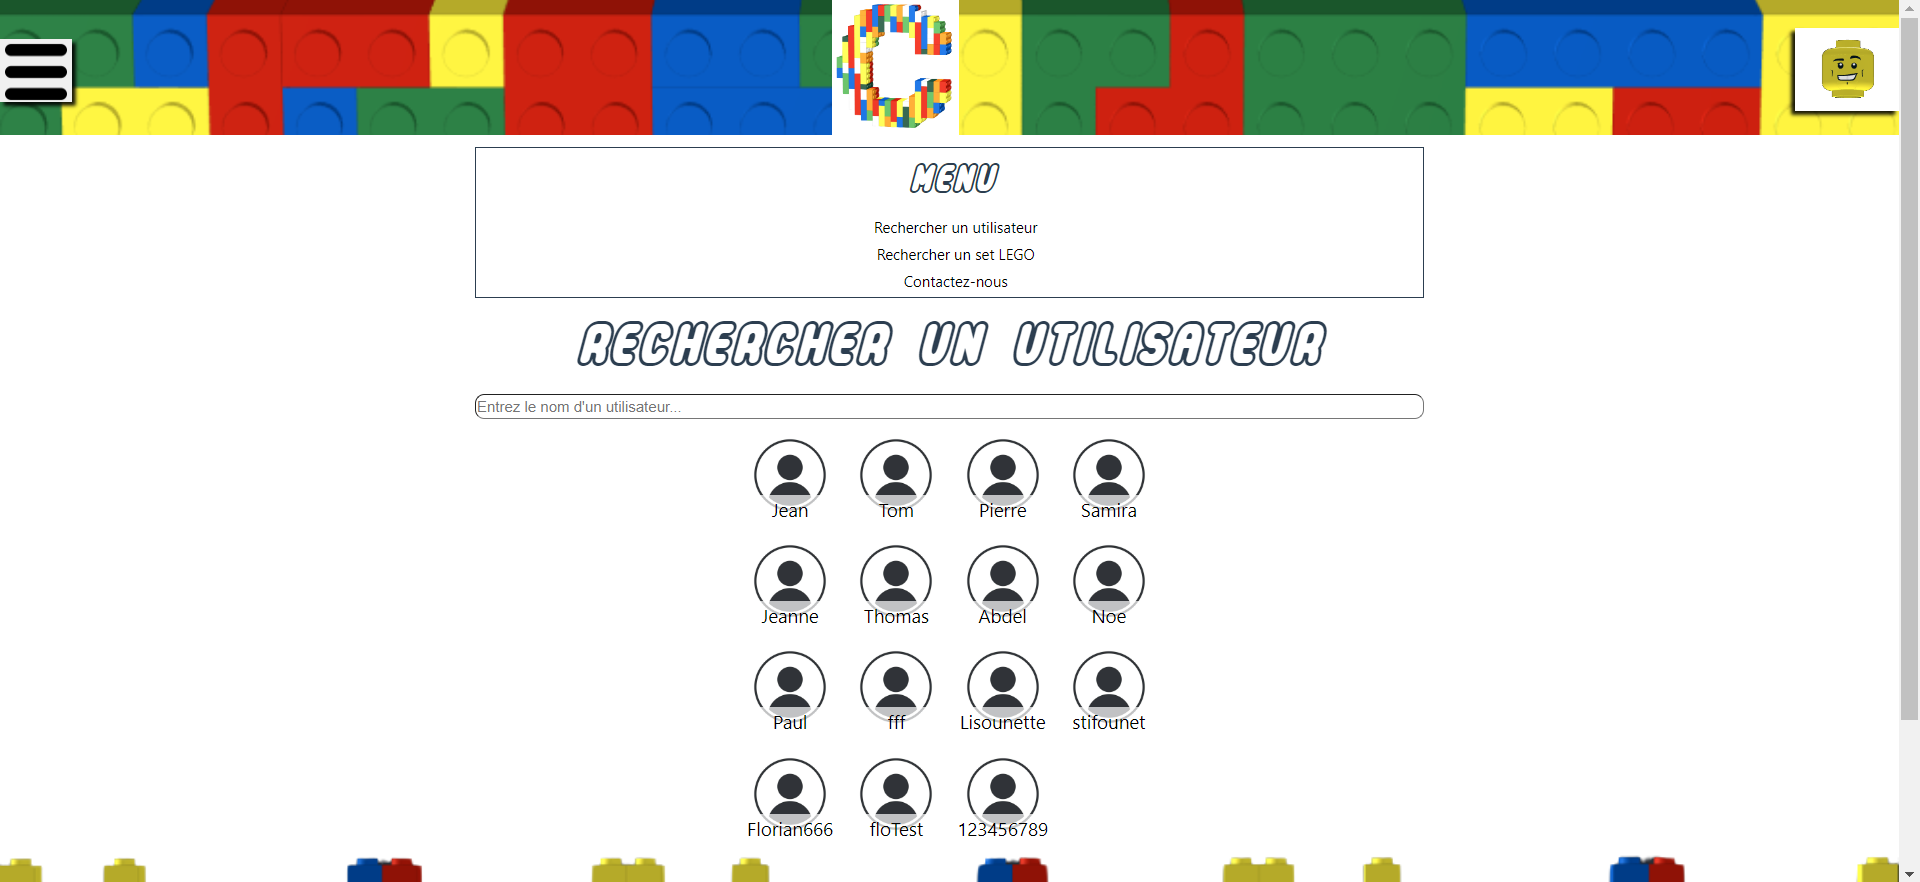 C
MENU
Rechercher un utilisateur
Rechercher un set LEGO
Contactez-nous
RECHERCHER UN UTILISATEUR
Entrez le nom d'un utilisateur...
Jean Tom Pierre Samira
Jeanne Thomas Abdel Noe
Paul fff Lisounette stifounet
Florian666 floTest 123456789